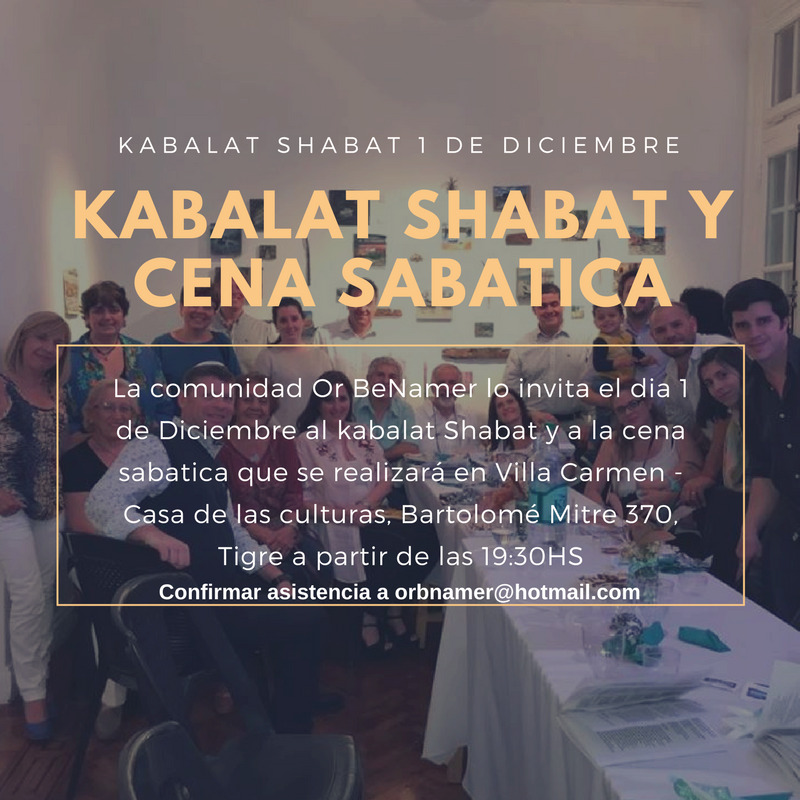 KABALAT SHABAT 1 DE DICIEMBRE
KABALAT SHABAT Y
CENA SABATICA
La comunidad Or BeNamer lo invita el dia 1
de Diciembre al kabalat Shabat y a la cena
sabatica que se realizará en Villa Carmen -
Casa de las culturas, Bartolomé Mitre 370,
Tigre a partir de las 19:30HS
Confirmar asistencia a orbnamer@hotmail.com